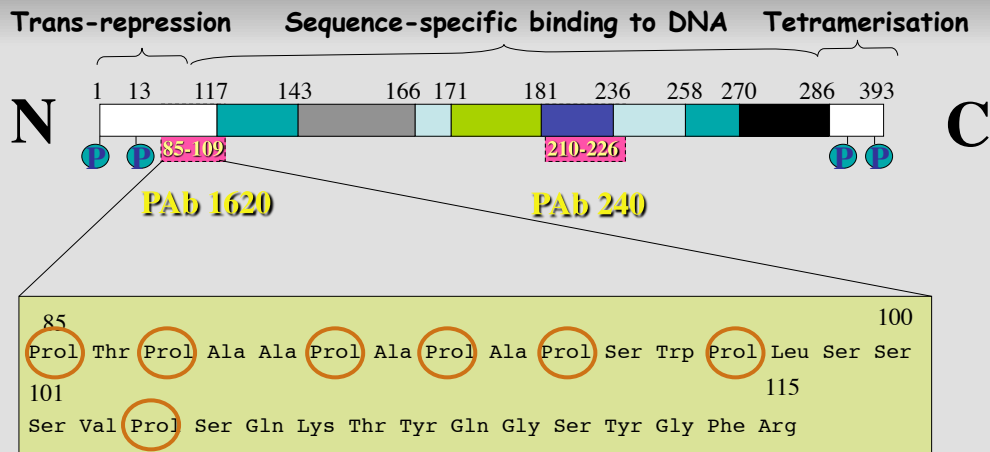 Trans-repression Sequence-specific binding to DNA Tetramerisation
1 13 117 143 166 171 181 236 258 270 286 393
N C
P P 85-109 210-226 P P
PAb 1620 PAb 240
85 100
Prol Thr Prol Ala Ala Prol Ala Prol Ala Prol Ser Trp Prol Leu Ser Ser
101 115
Ser Val Prol Ser Gln Lys Thr Tyr Gln Gly Ser Tyr Gly Phe Arg